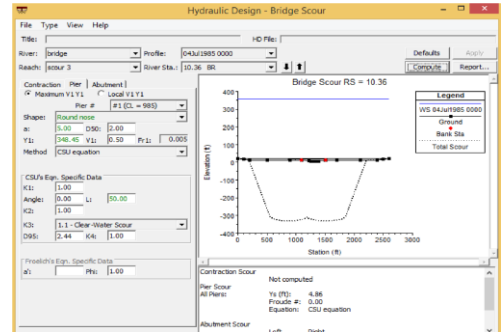 Hydraulic Design - Bridge Scour
File Type View Help
Title: HD File:
River: bridge Profile: 04Jul1985 0000 Defaults Apply
Reach: scour 3 River Sta.: 10.36 BR Compute Report...
Contraction Pier Abutment
Maximum V1 Y1 Local V1 Y1
Pier # #1 (CL = 985)
Shape: Round nose
a: 5.00 D50: 2.00
Y1: 348.45 V1: 0.50 Fr1: 0.005
Method CSU equation
CSU's Eqn. Specific Data
K1: 1.00
Angle: 0.00 L: 50.00
K2: 1.00
K3: 1.1 - Clear-Water Scour
D95: 2.44 K4: 1.00
Froelich's Eqn. Specific Data
a': Phi: 1.00
Bridge Scour RS = 10.36
Legend
WS 04Jul1985 0000
Ground
Bank Sta
Total Scour
Elevation (ft)
400
300
200
100
0
-100
-200
-300
-400
0 500 1000 1500 2000 2500 3000
Station (ft)
Contraction Scour
Not computed
Pier Scour
All Piers: Ys (ft): 4.86
Froude #: 0.00
Equation: CSU equation
Abutment Scour
Left Right